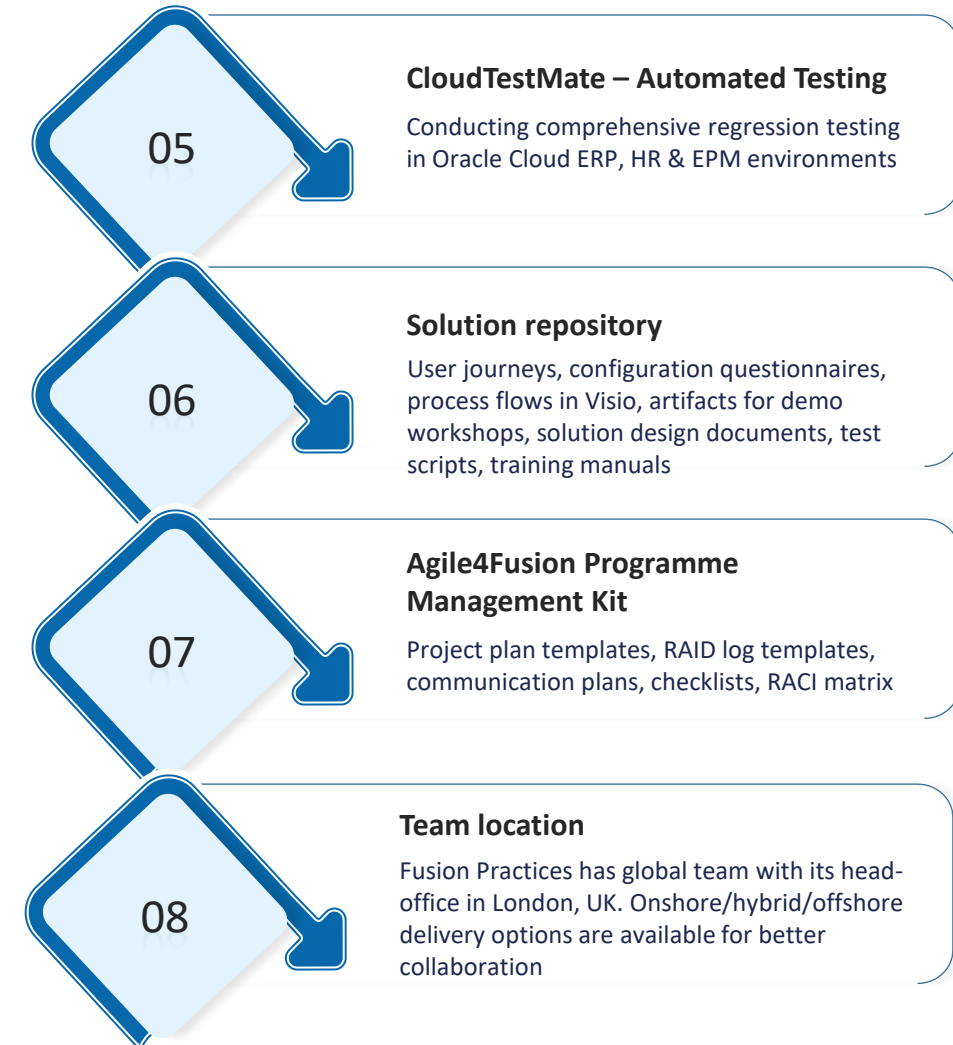 05
CloudTestMate – Automated Testing
Conducting comprehensive regression testing
in Oracle Cloud ERP, HR & EPM environments
06
Solution repository
User journeys, configuration questionnaires,
process flows in Visio, artifacts for demo
workshops, solution design documents, test
scripts, training manuals
07
Agile4Fusion Programme
Management Kit
Project plan templates, RAID log templates,
communication plans, checklists, RACI matrix
08
Team location
Fusion Practices has global team with its head-
office in London, UK. Onshore/hybrid/offshore
delivery options are available for better
collaboration